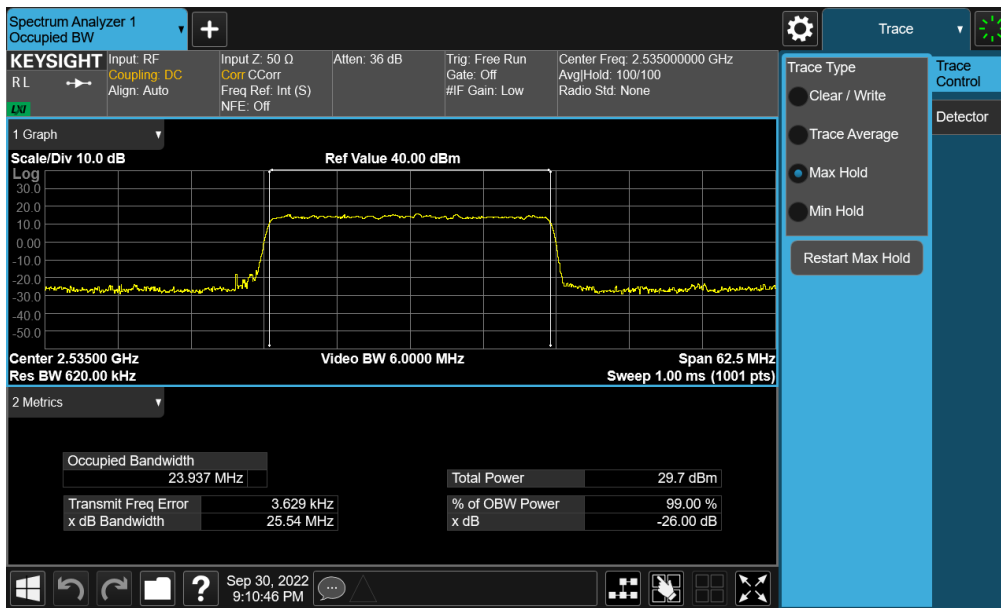 Spectrum Analyzer 1
Occupied BW
+
Trace
KEYSIGHT
R L
LXI
Input: RF
Coupling: DC
Align: Auto
Input Z: 50 Ω
Corr CCorr
Freq Ref: Int (S)
NFE: Off
Atten: 36 dB
Trig: Free Run
Gate: Off
#IF Gain: Low
Center Freq: 2.535000000 GHz
Avg|Hold: 100/100
Radio Std: None
Trace Type
Clear / Write
Trace Average
Max Hold
Min Hold
Restart Max Hold
Trace
Control
Detector
1 Graph
Scale/Div 10.0 dB
Ref Value 40.00 dBm
Log
30.0
20.0
10.0
0.00
-10.0
-20.0
-30.0
-40.0
-50.0
Center 2.53500 GHz
Video BW 6.0000 MHz
Span 62.5 MHz
Res BW 620.00 kHz
Sweep 1.00 ms (1001 pts)
2 Metrics
Occupied Bandwidth
23.937 MHz
Total Power 29.7 dBm
Transmit Freq Error 3.629 kHz
% of OBW Power 99.00 %
x dB Bandwidth 25.54 MHz
x dB -26.00 dB
?
Sep 30, 2022
9:10:46 PM